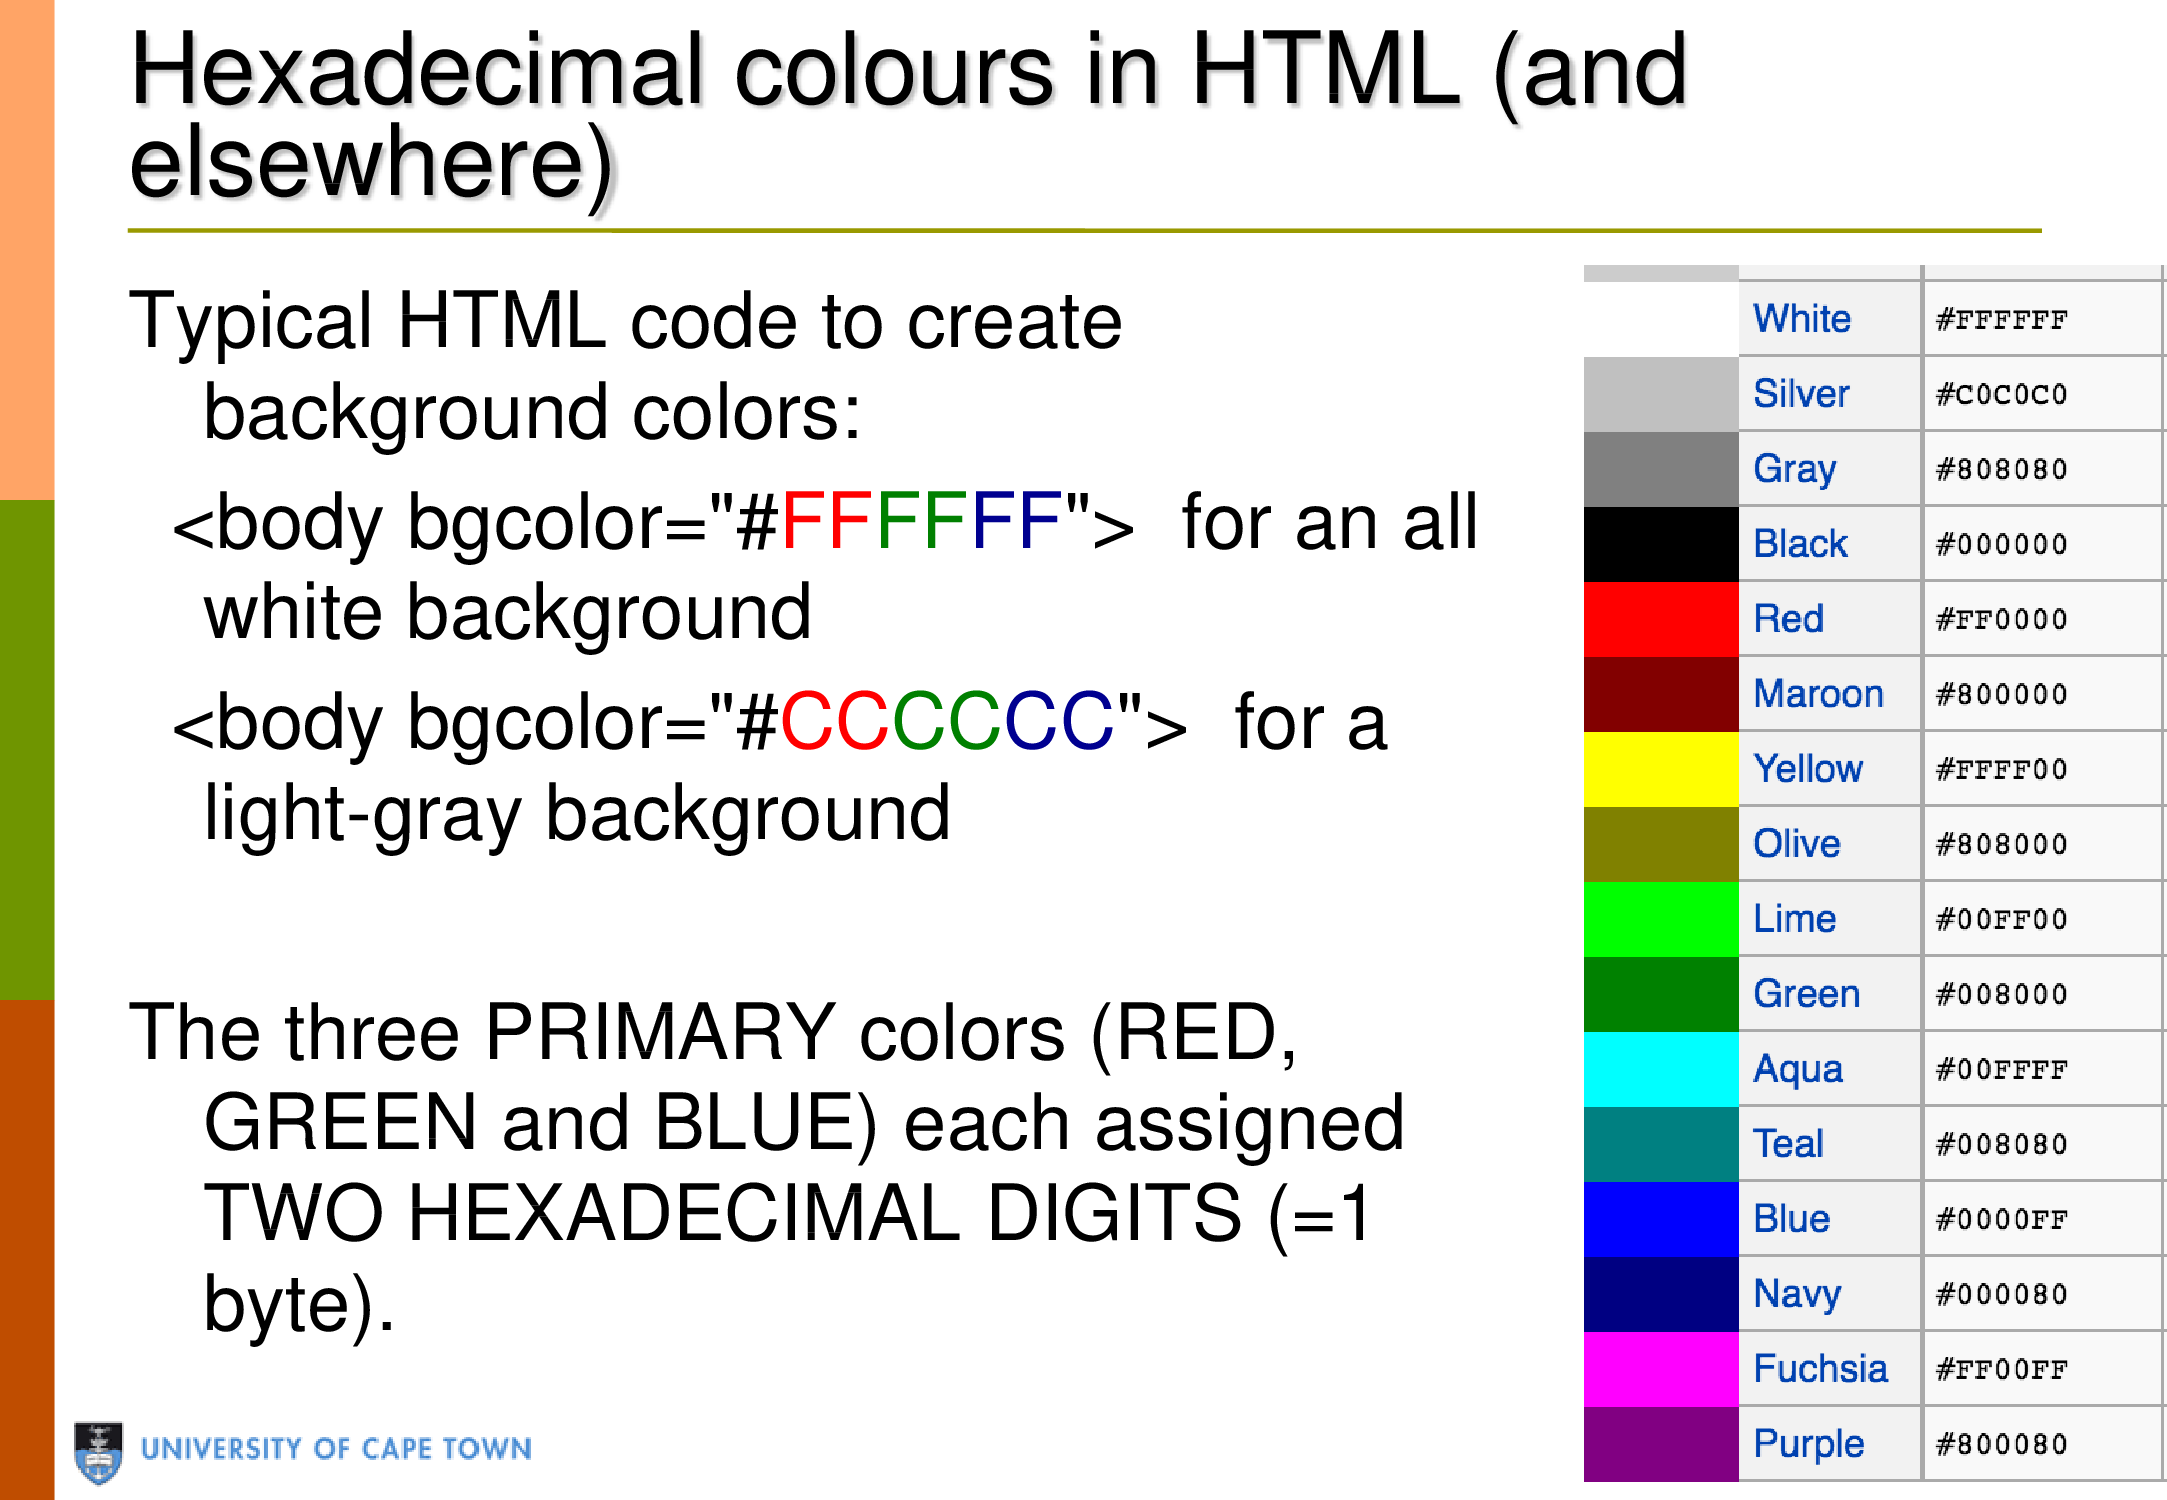 Hexadecimal colours in HTML (and
elsewhere)
Typical HTML code to create
background colors:
<body bgcolor="#FFFFFF">  for an all
white background
<body bgcolor="#CCCCCC">  for a
light-gray background
The three PRIMARY colors (RED,
GREEN and BLUE) each assigned
TWO HEXADECIMAL DIGITS (=1
byte).
White #FFFFFF
Silver #C0C0C0
Gray #808080
Black #000000
Red #FF0000
Maroon #800000
Yellow #FFFF00
Olive #808000
Lime #00FF00
Green #008000
Aqua #00FFFF
Teal #008080
Blue #0000FF
Navy #000080
Fuchsia #FF00FF
Purple #800080
UNIVERSITY OF CAPE TOWN